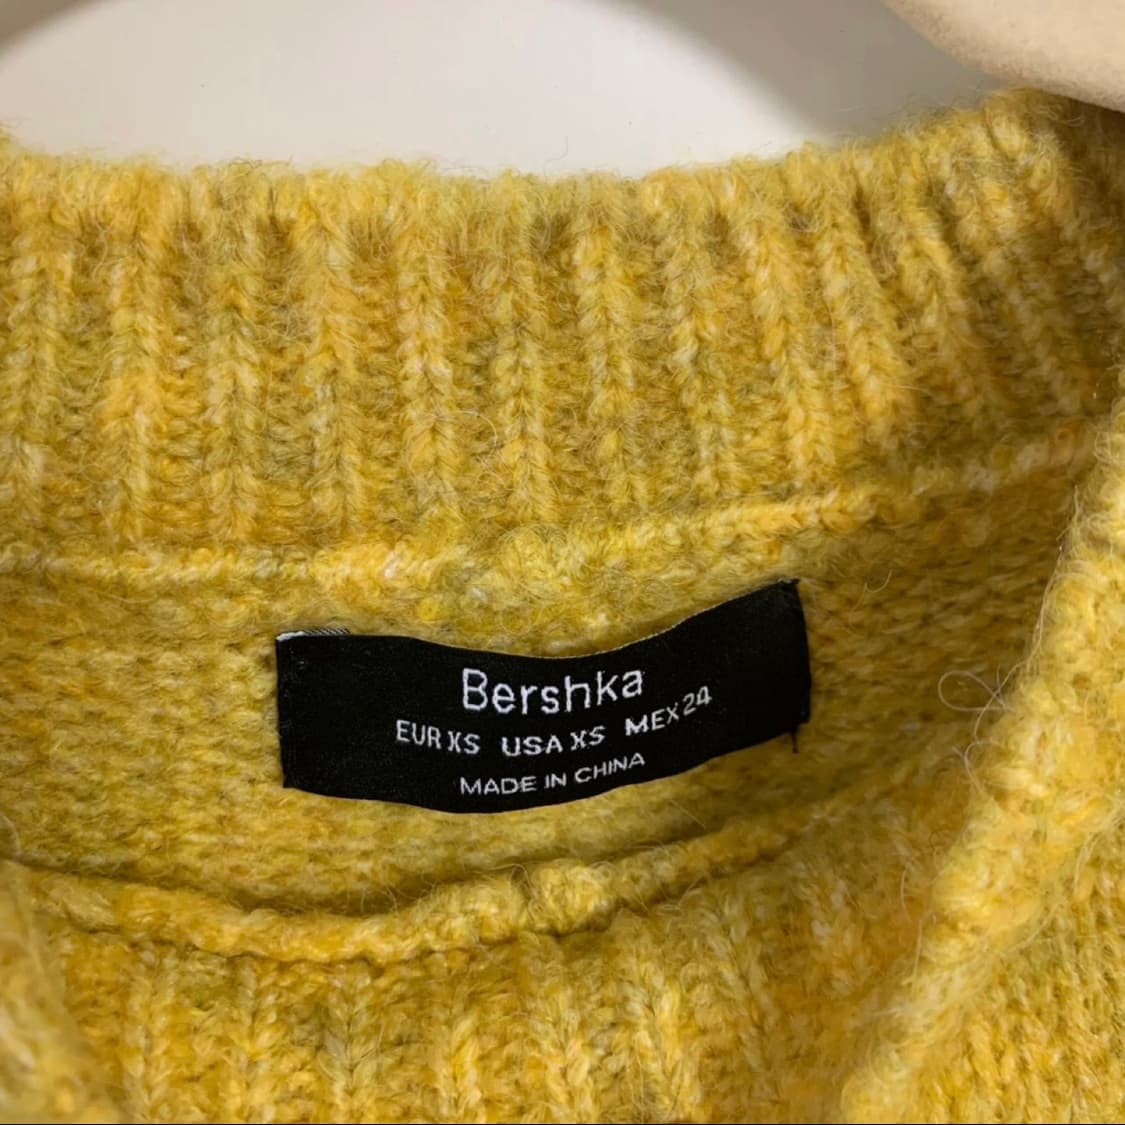 Bershka
EUR XS USA XS MEX 24
MADE IN CHINA